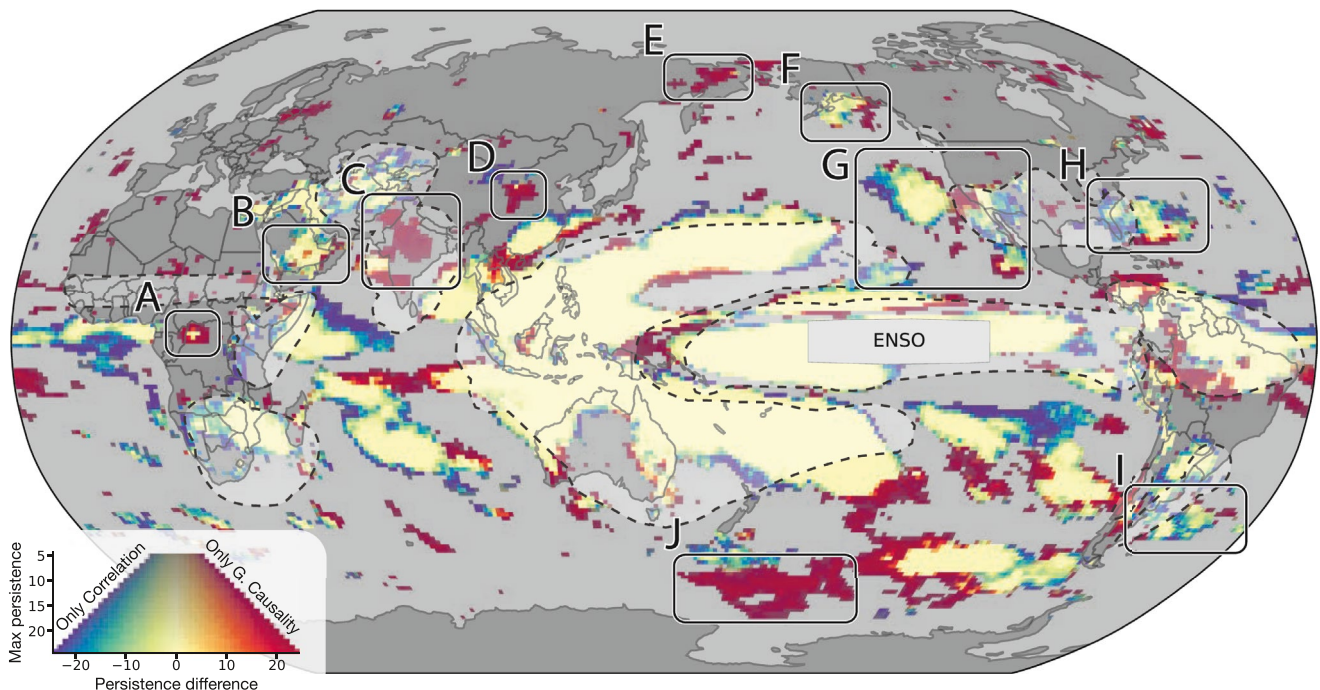 E
F
D
C
G
H
B
A
ENSO
I
J
Only Correlation
Only G. Causality
Max persistence
5
10
15
20
−20 −10 0 10 20
Persistence difference